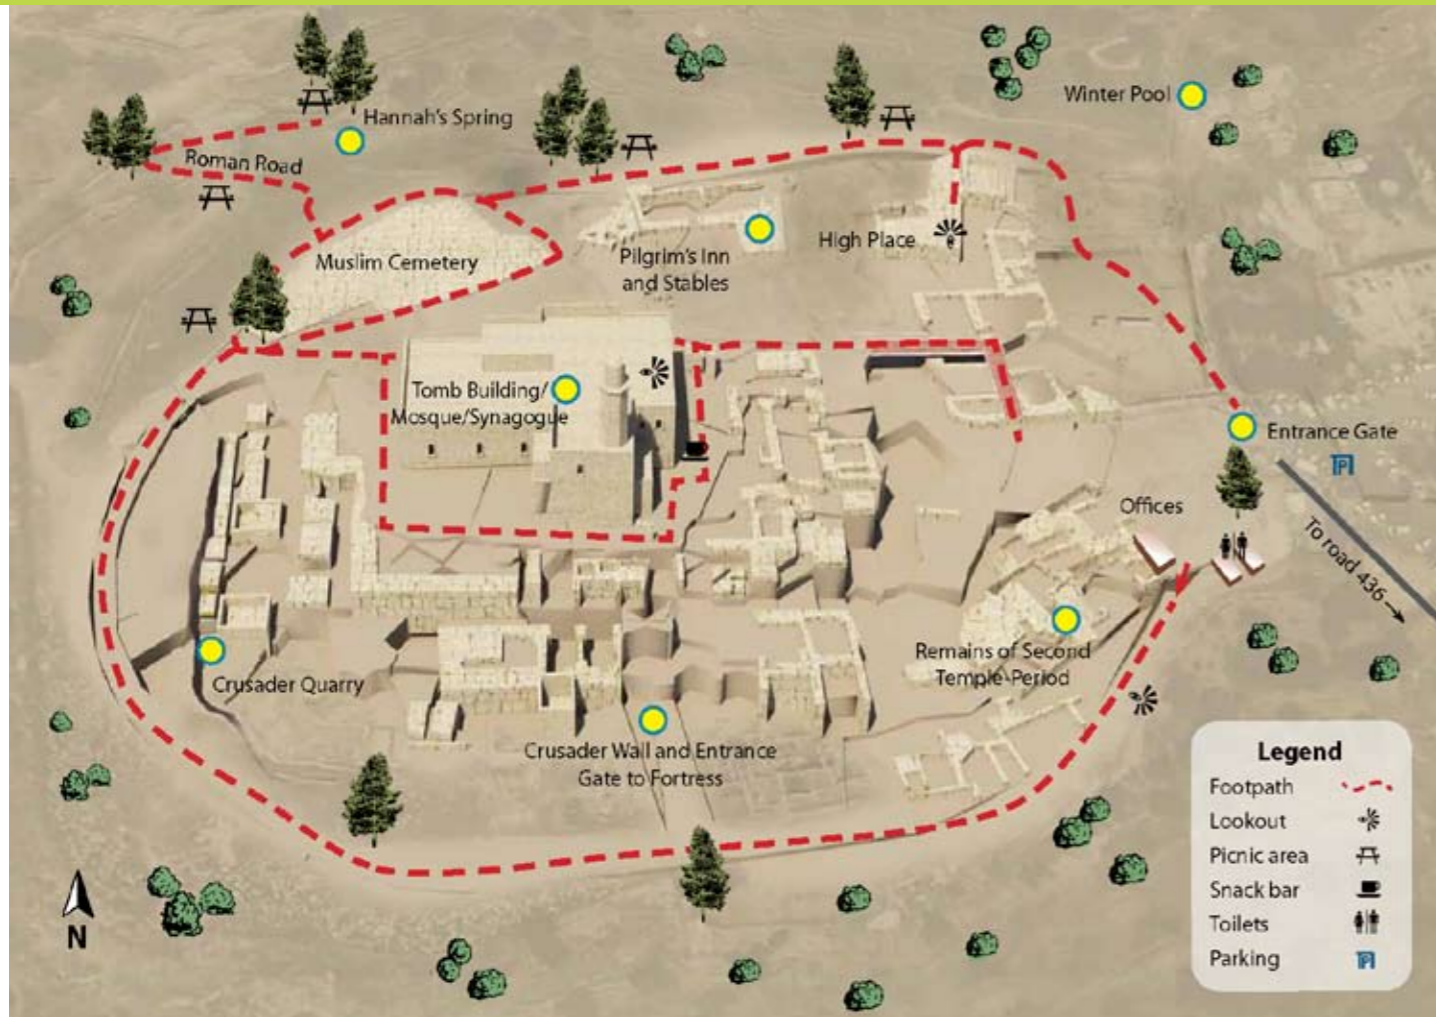 Winter Pool
Hannah's Spring
Roman Road
High Place
Pilgrim's Inn
and Stables
Muslim Cemetery
Tomb Building/
Mosque/Synagogue
Entrance Gate
P
Offices
To road 436
Remains of Second
Temple-Period
Crusader Quarry
Crusader Wall and Entrance
Gate to Fortress
N
Legend
Footpath
Lookout
Picnic area
Snack bar
Toilets
Parking
P